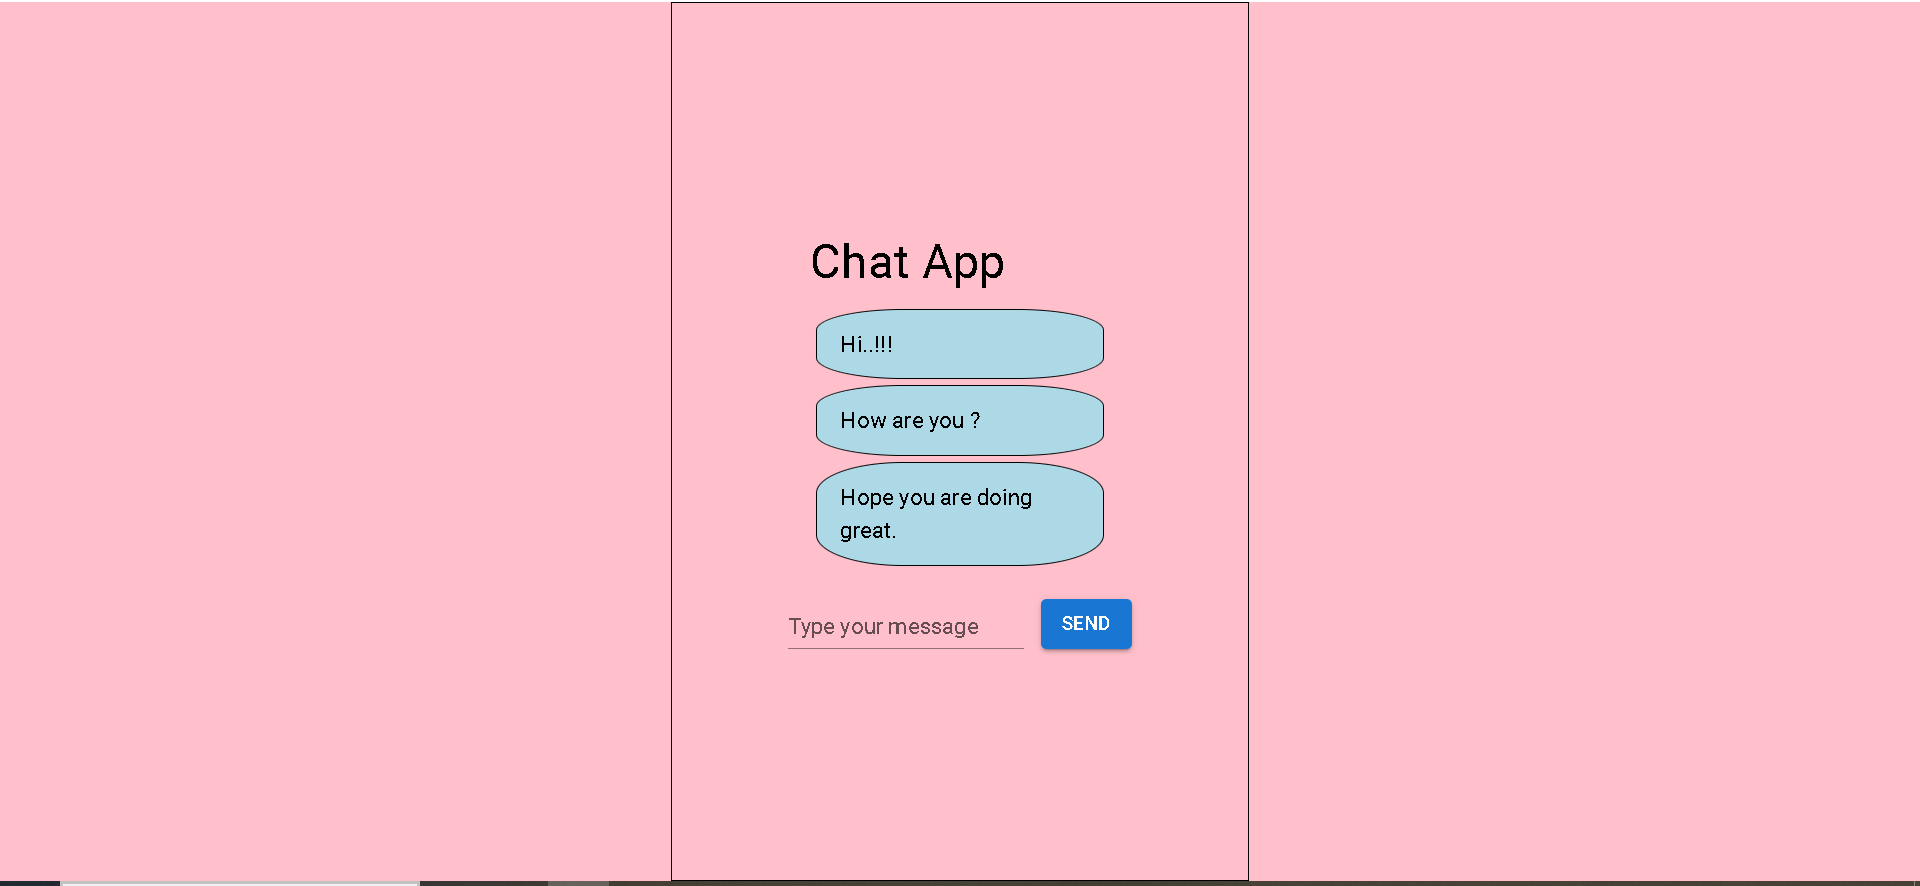 Chat App
Hi..!!!
How are you ?
Hope you are doing
great.
Type your message
SEND